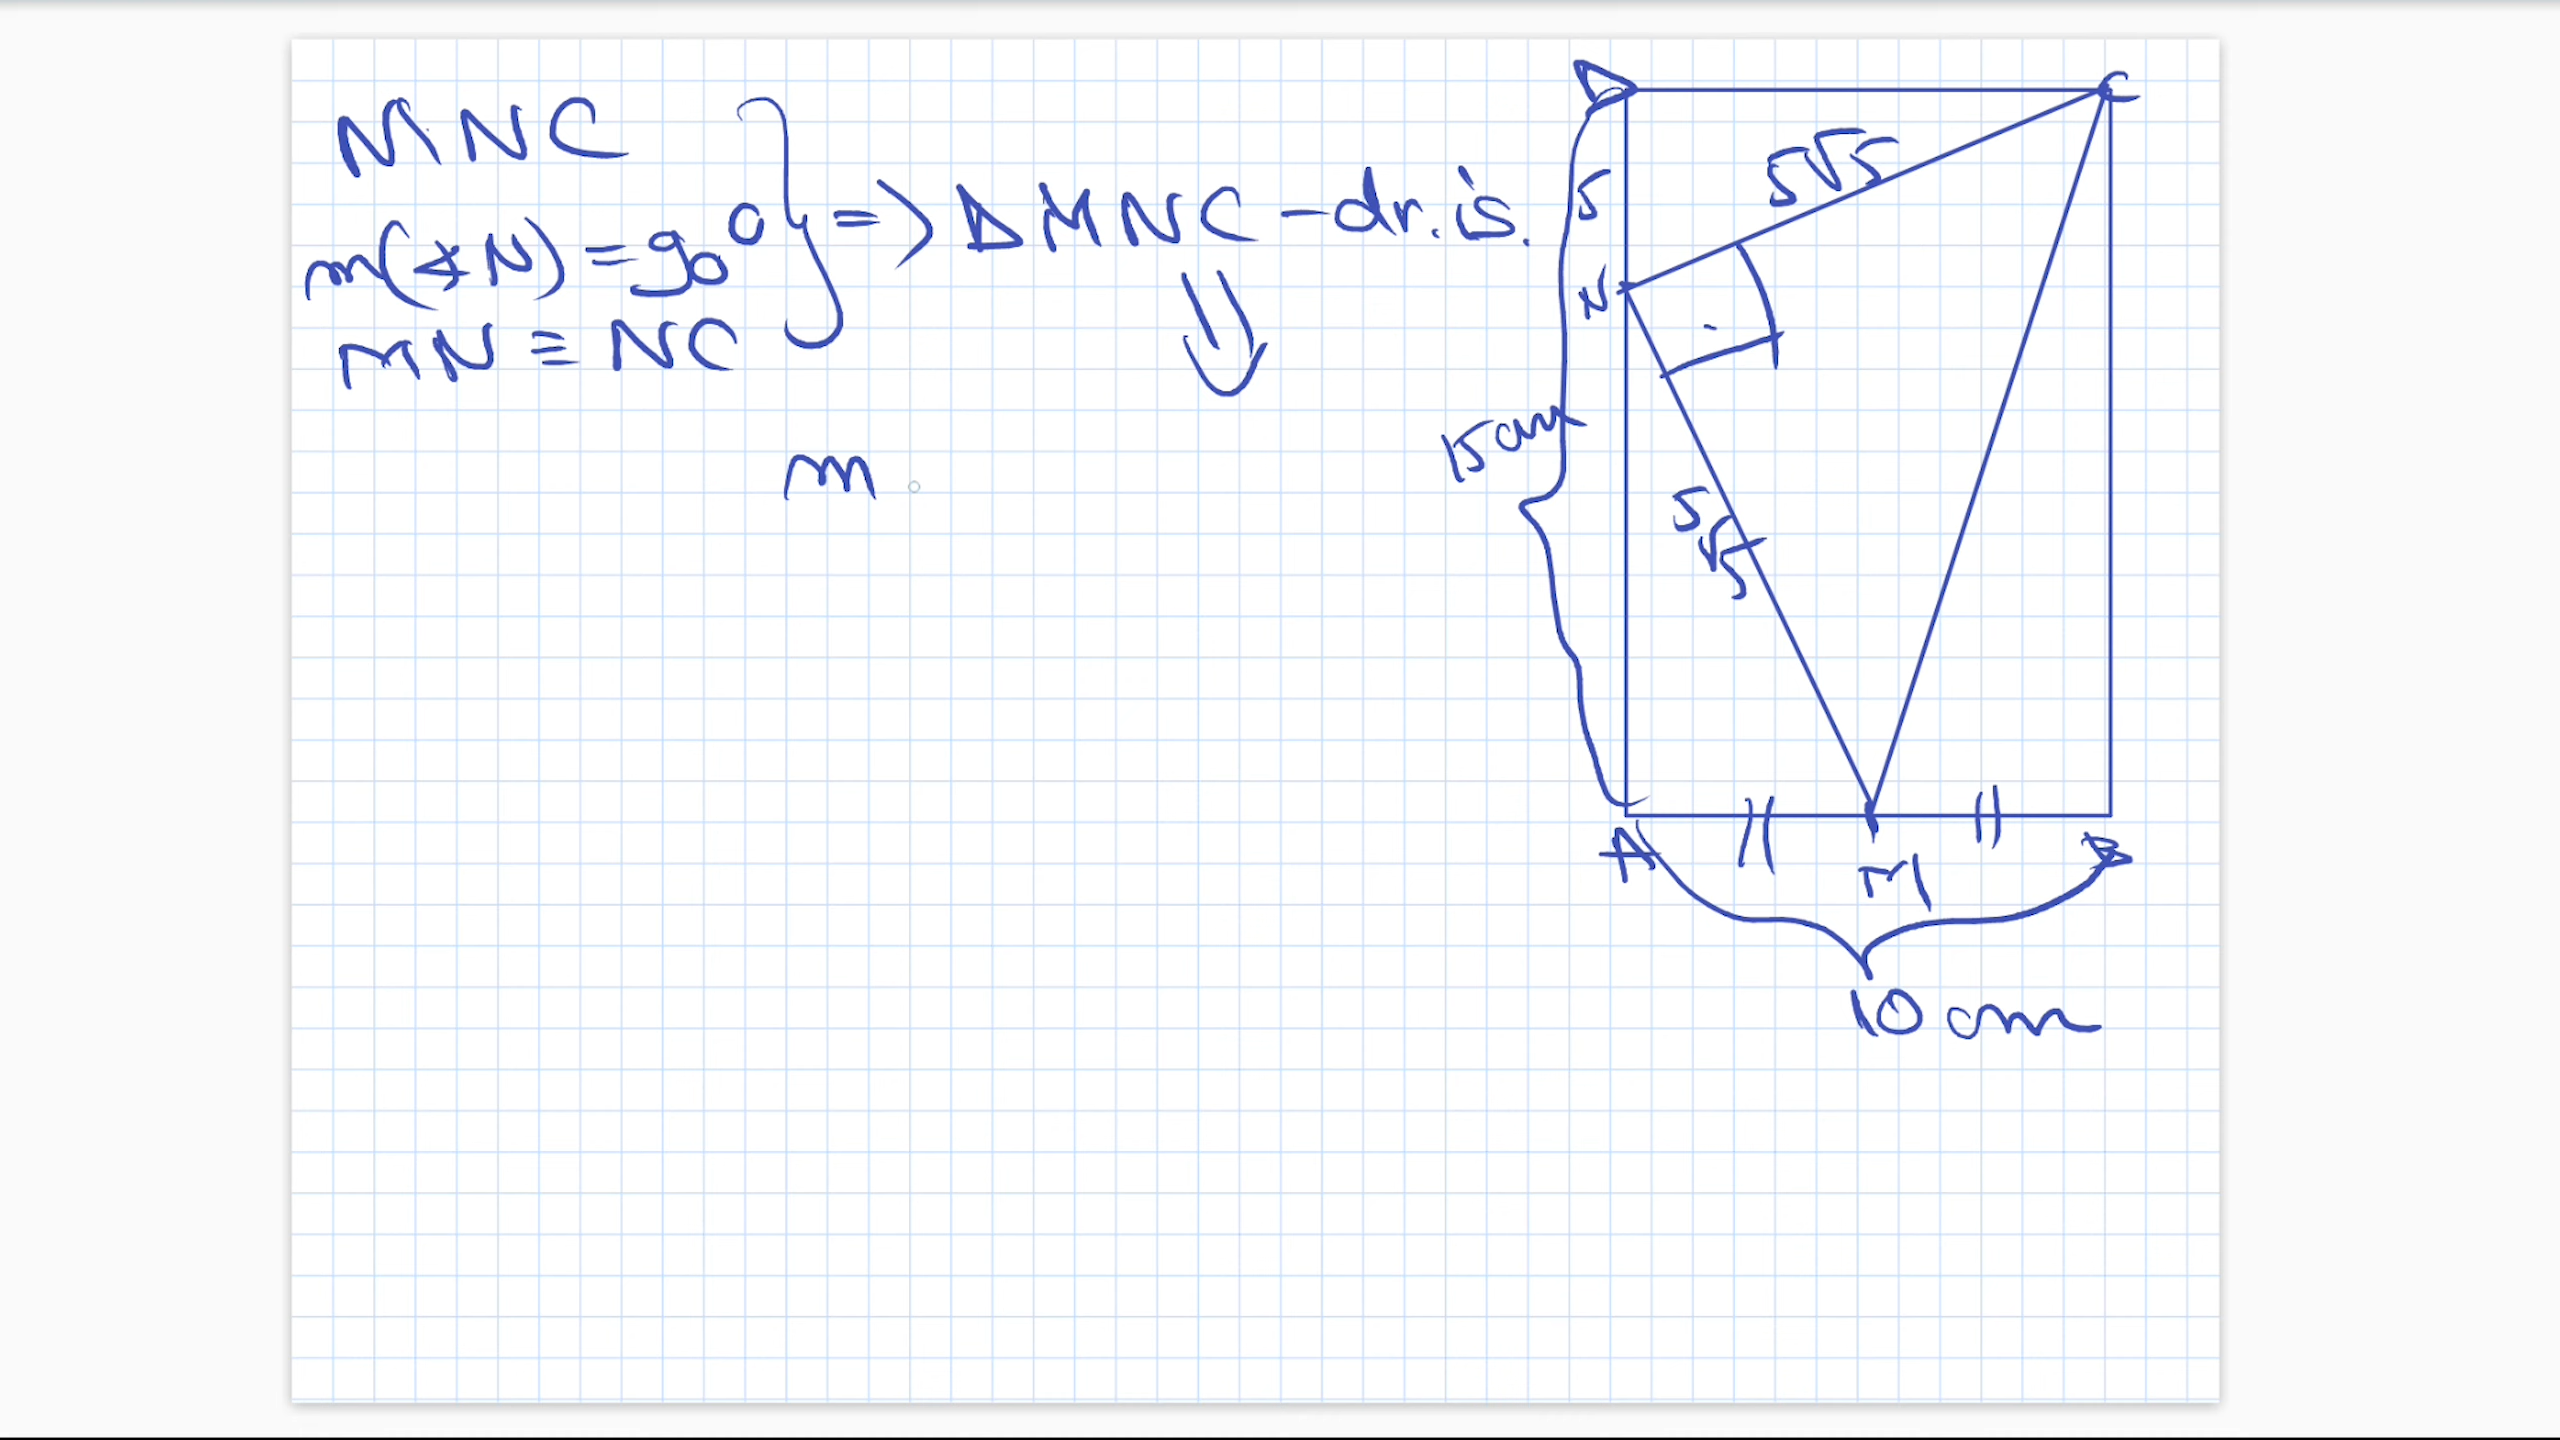 MNC
m(∢N) = 90°
MN ≡ NC
} => ΔMNC - dr. is.
⇓
m
D
C
5
5√5
N
15 cm
5√5
A
M
B
10 cm